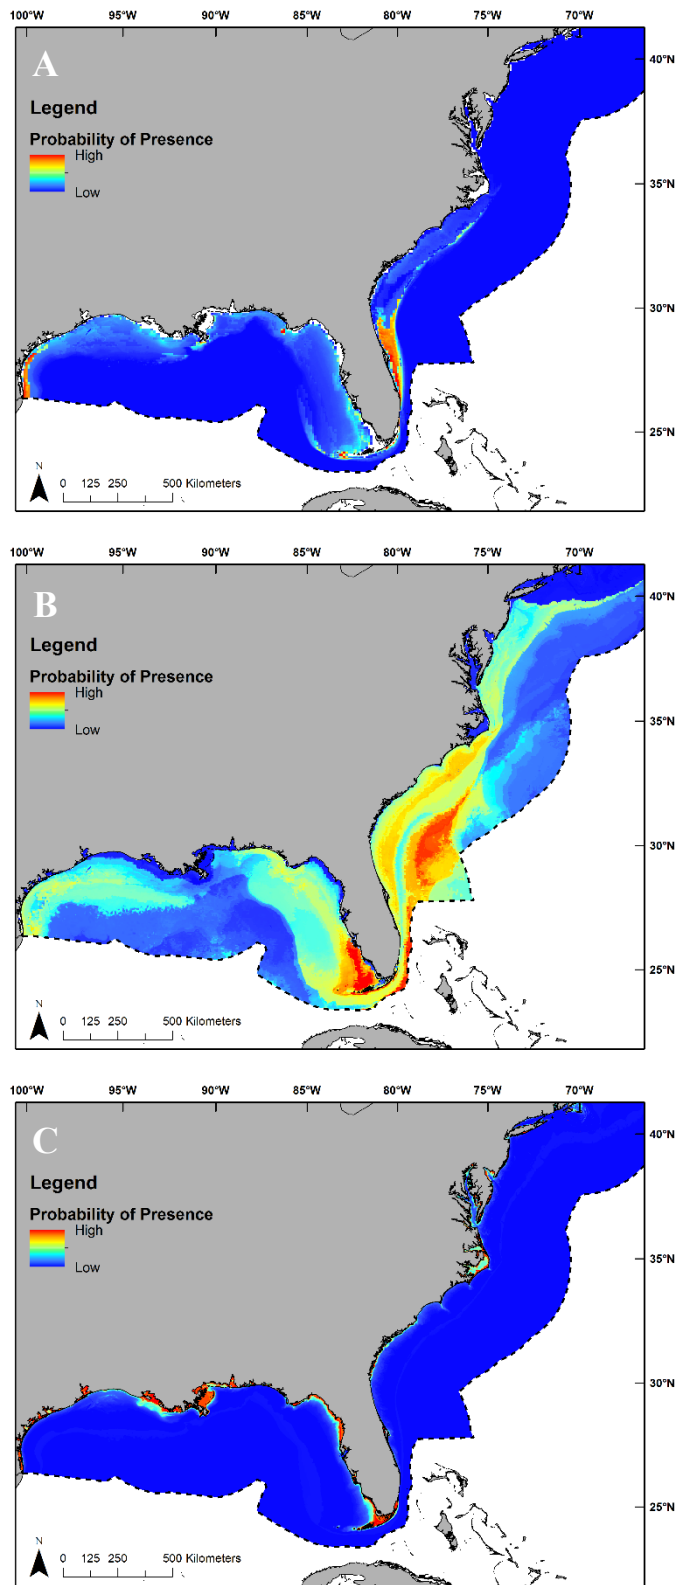 100°W 95°W 90°W 85°W 80°W 75°W 70°W
A
40°N
Legend
Probability of Presence
High
Low
35°N
30°N
25°N
N
0 125 250 500 Kilometers
100°W 95°W 90°W 85°W 80°W 75°W 70°W
B
40°N
Legend
Probability of Presence
High
Low
35°N
30°N
25°N
N
0 125 250 500 Kilometers
100°W 95°W 90°W 85°W 80°W 75°W 70°W
C
40°N
Legend
Probability of Presence
High
Low
35°N
30°N
25°N
N
0 125 250 500 Kilometers